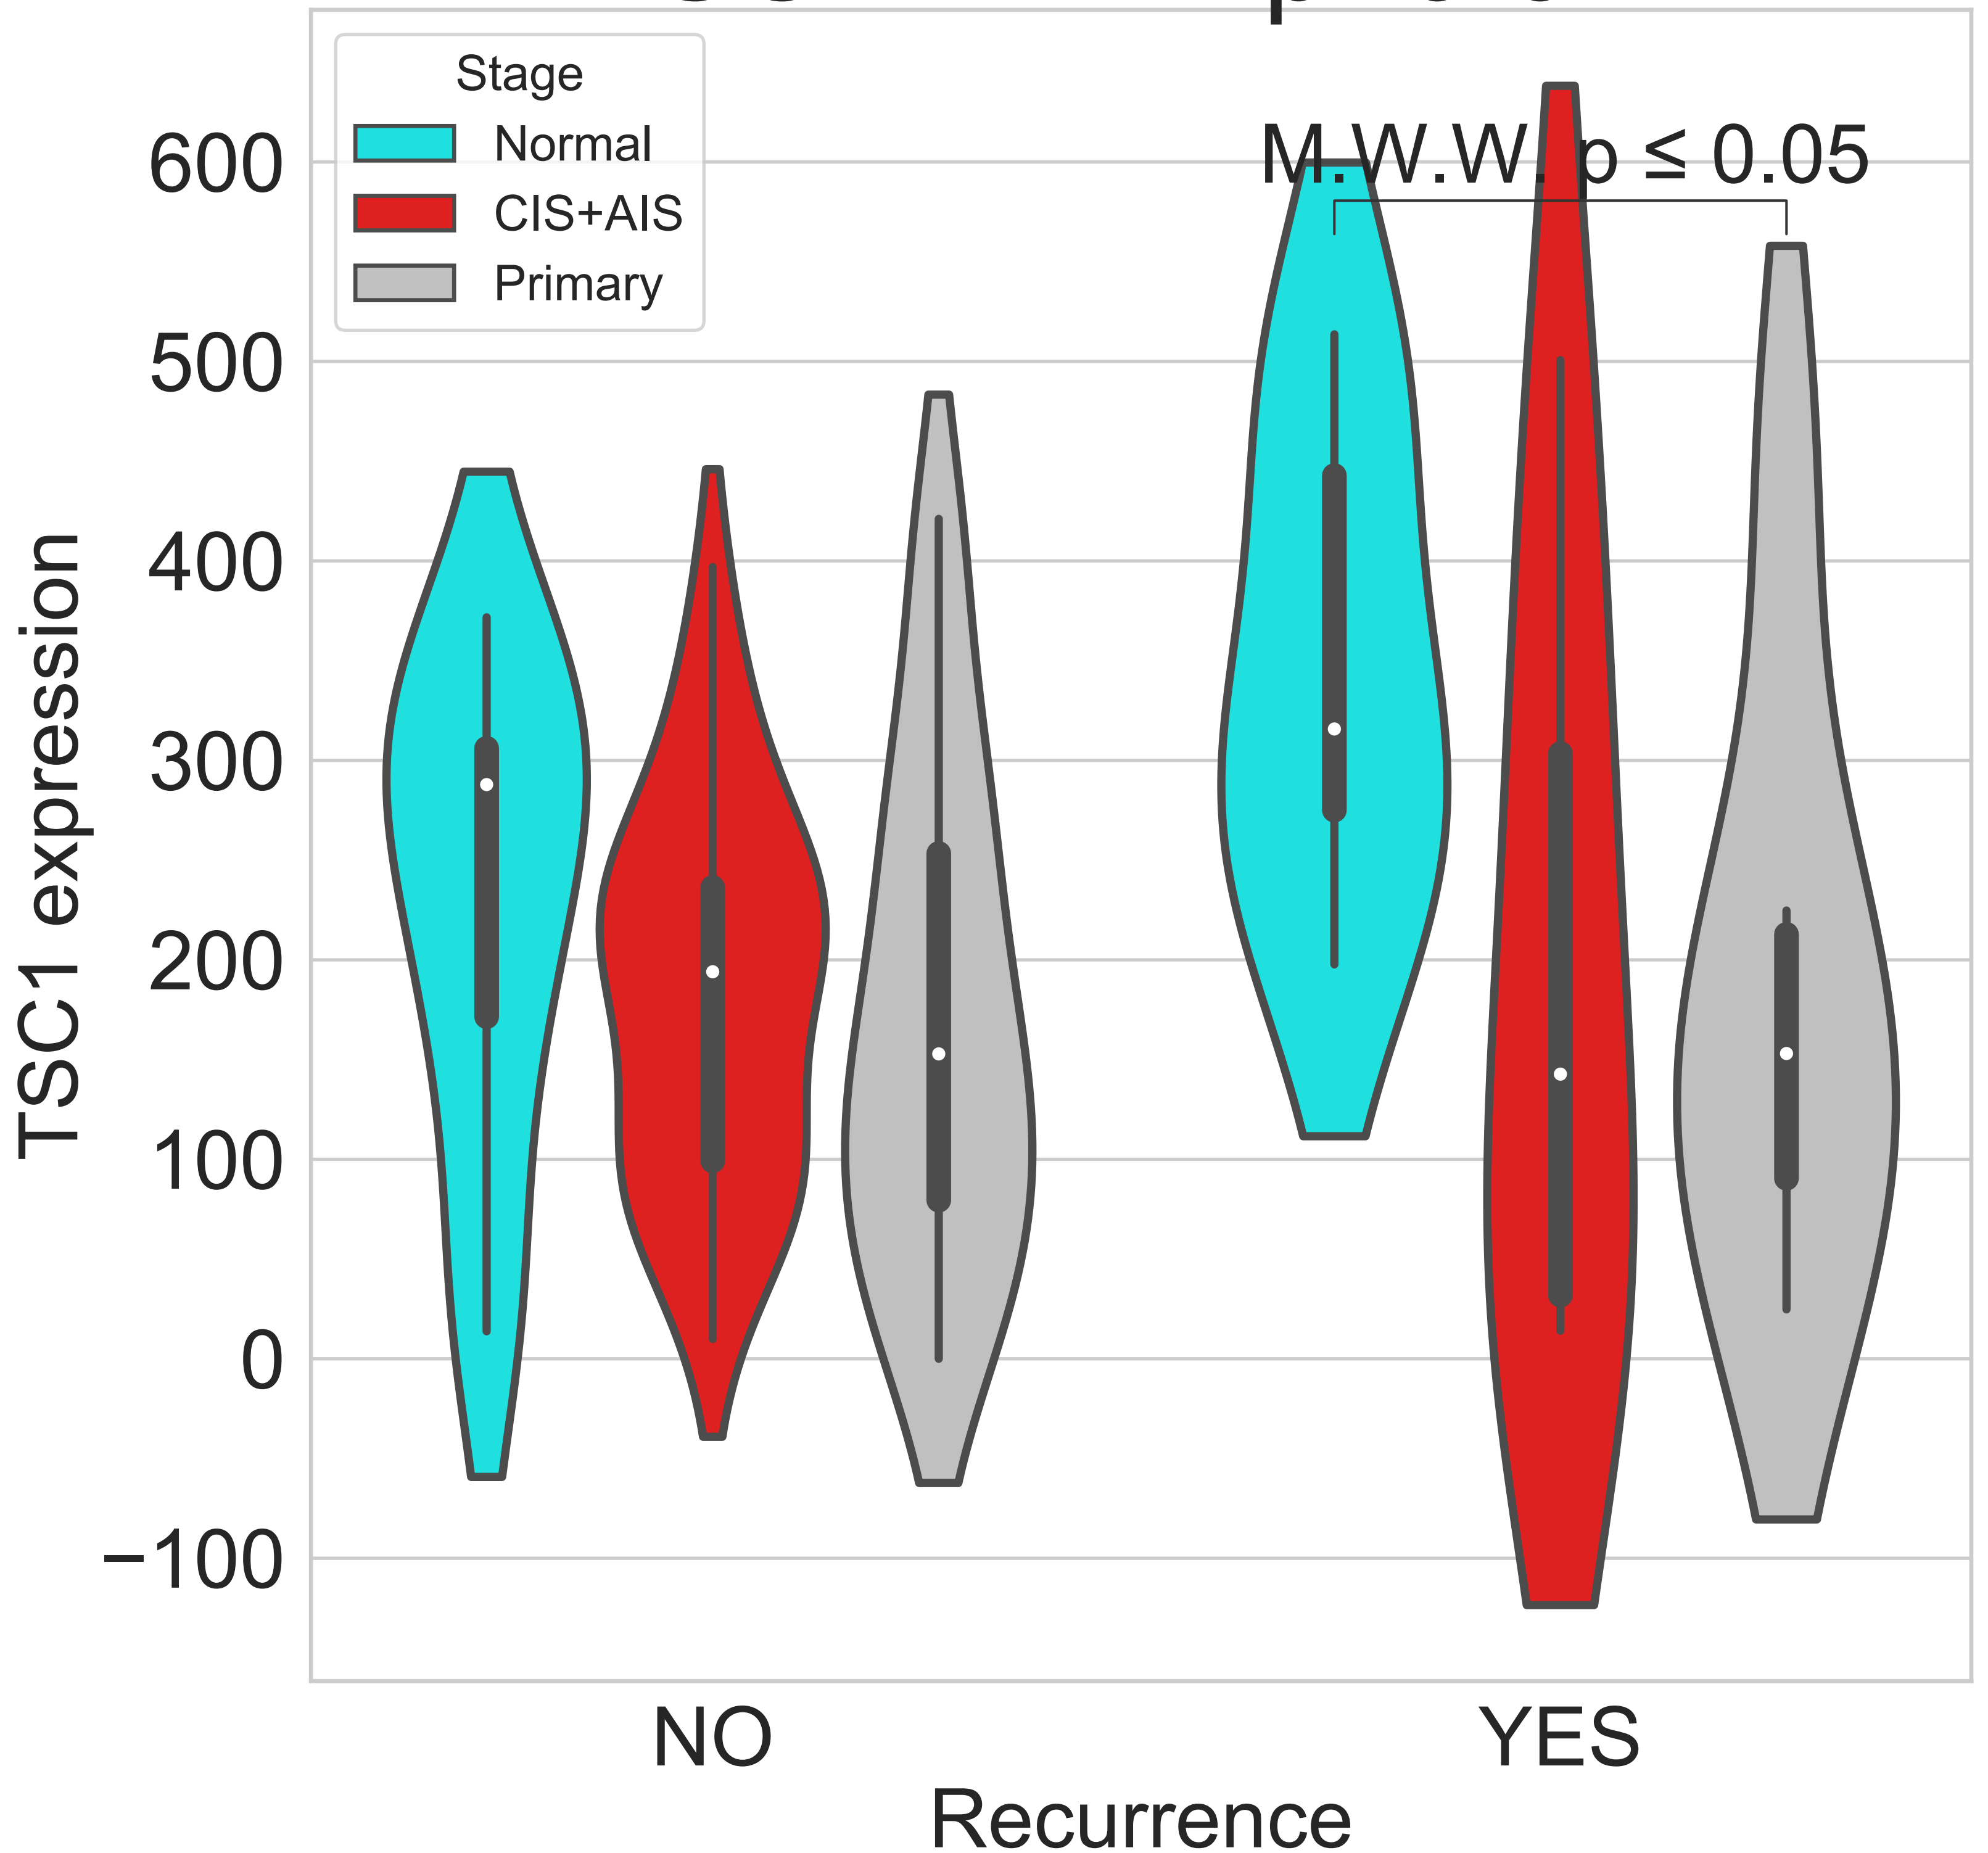 Stage
Normal
CIS+AIS
Primary
M.W.W. p ≤ 0.05
600
500
400
300
200
100
0
−100
TSC1 expression
NO
YES
Recurrence